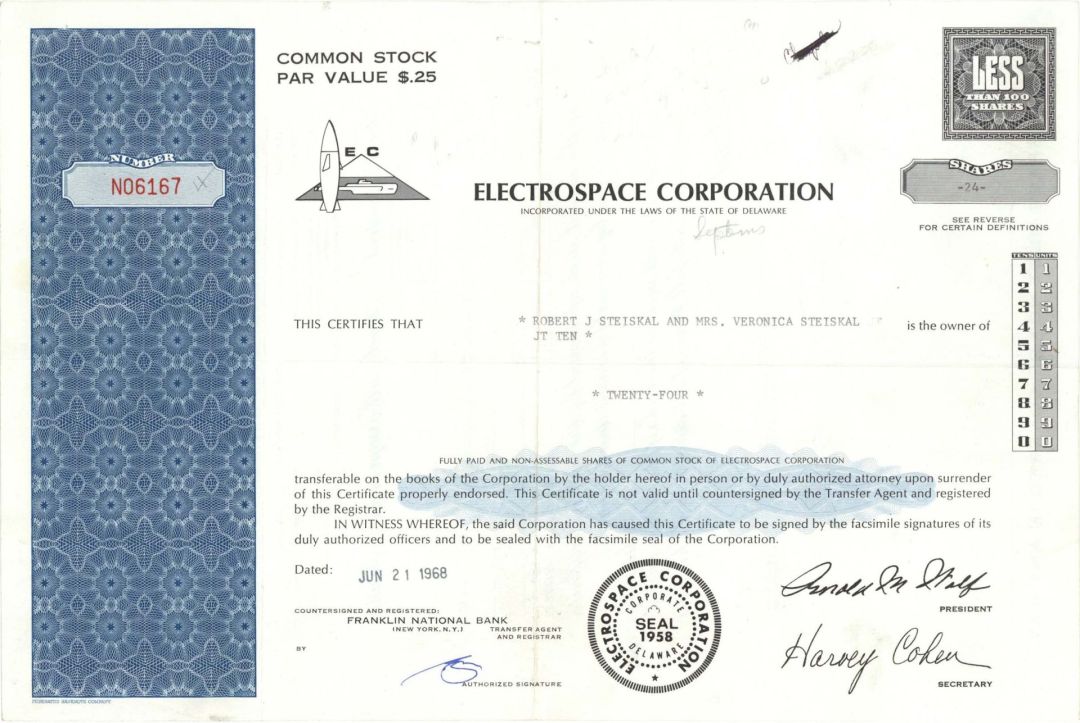 COMMON STOCK
PAR VALUE $.25
LESS
THAN 100
SHARES
NUMBER
NO6167
E C
ELECTROSPACE CORPORATION
INCORPORATED UNDER THE LAWS OF THE STATE OF DELAWARE
SHARES
-24-
SEE REVERSE
FOR CERTAIN DEFINITIONS
TENS UNITS
1 1
2 2
3 3
4 4
5 5
6 6
7 7
8 8
9 9
0 0
THIS CERTIFIES THAT * ROBERT J STEISKAL AND MRS. VERONICA STEISKAL is the owner of
JT TEN *
* TWENTY-FOUR *
FULLY PAID AND NON-ASSESSABLE SHARES OF COMMON STOCK OF ELECTROSPACE CORPORATION
transferable on the books of the Corporation by the holder hereof in person or by duly authorized attorney upon surrender
of this Certificate properly endorsed. This Certificate is not valid until countersigned by the Transfer Agent and registered
by the Registrar.
IN WITNESS WHEREOF, the said Corporation has caused this Certificate to be signed by the facsimile signatures of its
duly authorized officers and to be sealed with the facsimile seal of the Corporation.
Dated: JUN 21 1968
COUNTERSIGNED AND REGISTERED:
FRANKLIN NATIONAL BANK
(NEW YORK, N.Y.) TRANSFER AGENT
AND REGISTRAR
BY
AUTHORIZED SIGNATURE
ELECTROSPACE CORPORATION
CORPORATE
SEAL
1958
DELAWARE
Arnold M Wolf
PRESIDENT
Harvey Cohen
SECRETARY
FEDERATED BANKNOTE COMPANY